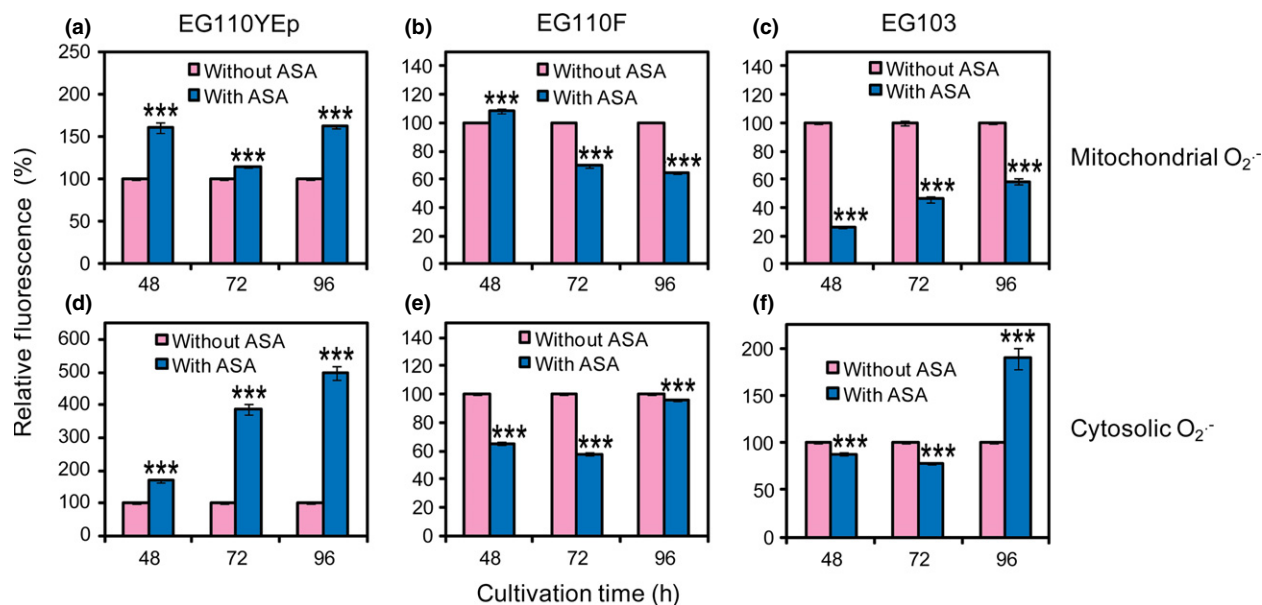 (a) EG110YEp
Without ASA
With ASA
250
200
150
100
50
0
***
***
***
48 72 96
(b) EG110F
Without ASA
With ASA
140
120
100
80
60
40
20
0
***
***
***
48 72 96
(c) EG103
Without ASA
With ASA
140
120
100
80
60
40
20
0
***
***
***
48 72 96
Mitochondrial O2·-
Relative fluorescence (%)
(d)
Without ASA
With ASA
600
500
400
300
200
100
0
***
***
***
48 72 96
(e)
Without ASA
With ASA
140
120
100
80
60
40
20
0
***
***
***
48 72 96
(f)
Without ASA
With ASA
200
150
100
50
0
***
***
***
48 72 96
Cytosolic O2·-
Cultivation time (h)